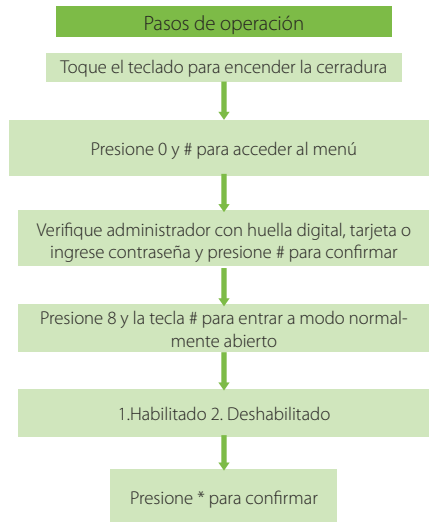 Pasos de operación
Toque el teclado para encender la cerradura
Presione 0 y # para acceder al menú
Verifique administrador con huella digital, tarjeta o
ingrese contraseña y presione # para confirmar
Presione 8 y la tecla # para entrar a modo normal-
mente abierto
1.Habilitado 2. Deshabilitado
Presione * para confirmar